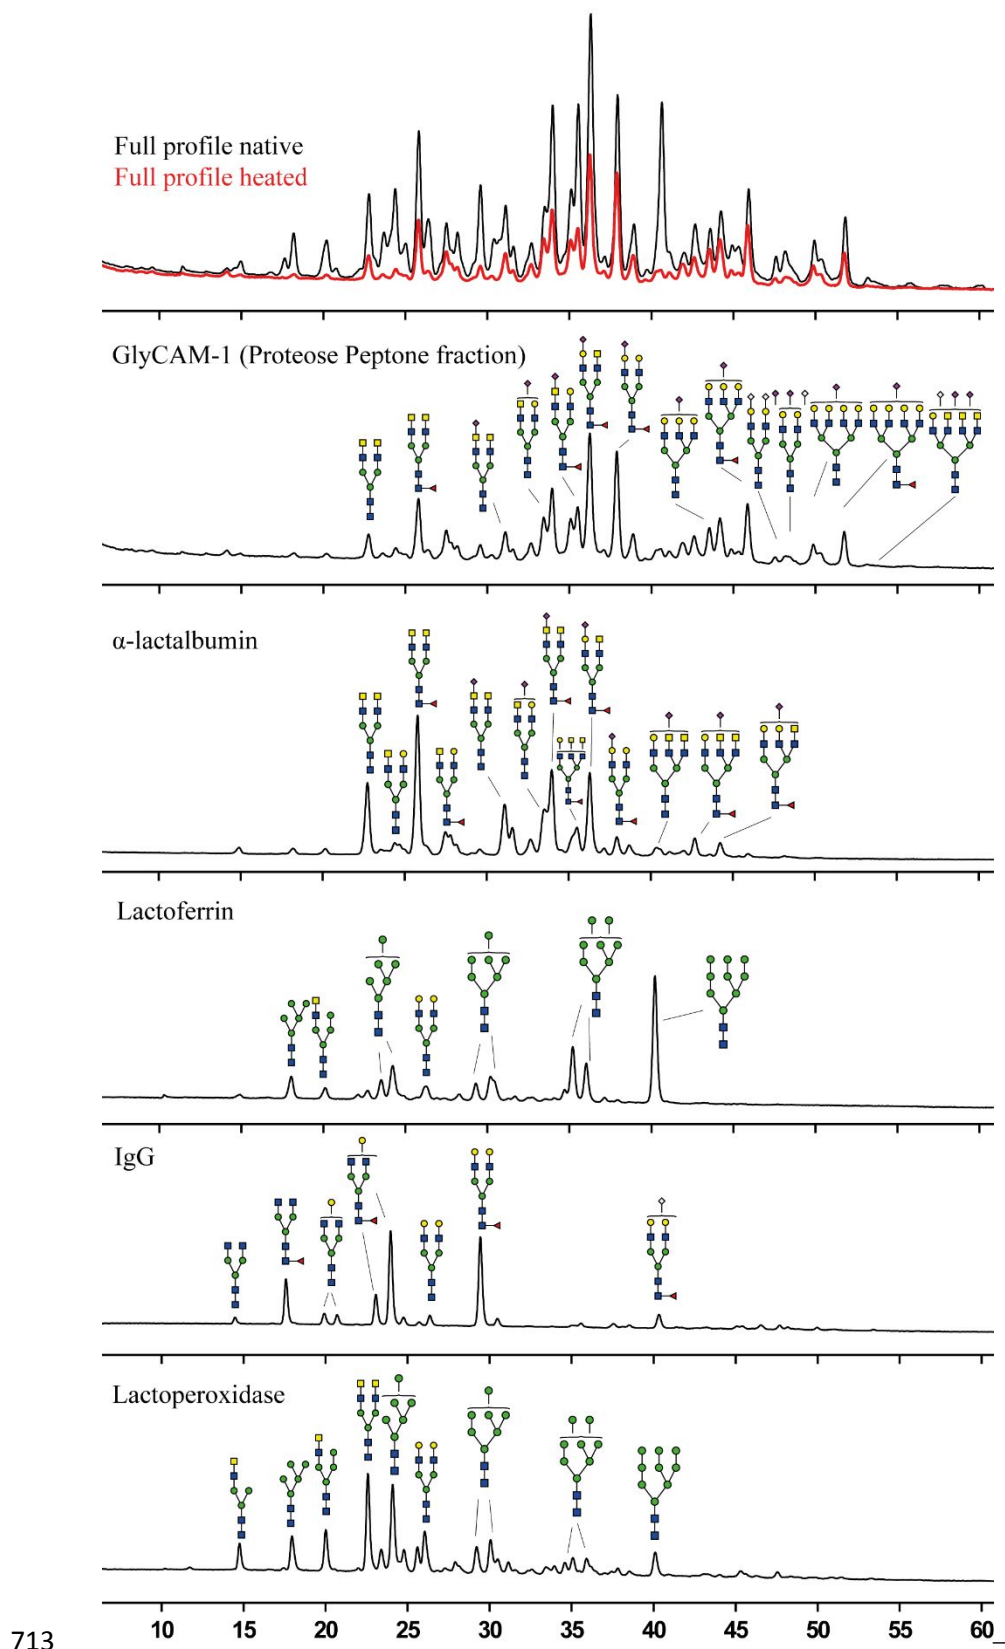 Full profile native
Full profile heated
GlyCAM-1 (Proteose Peptone fraction)
α-lactalbumin
Lactoferrin
IgG
Lactoperoxidase
10 15 20 25 30 35 40 45 50 55 60
713